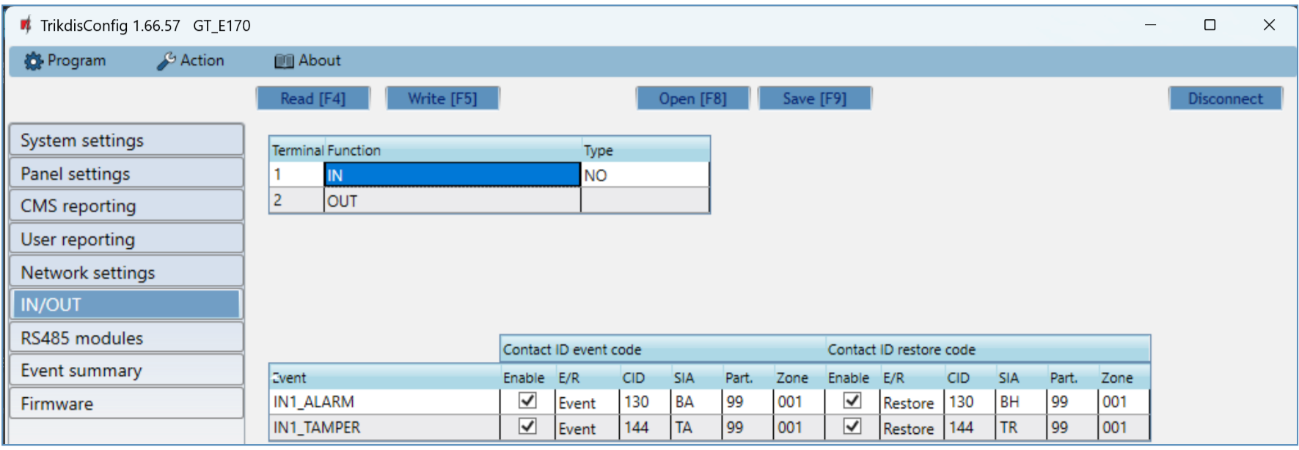 TrikdisConfig 1.66.57 GT_E170
Program Action About
Read [F4] Write [F5] Open [F8] Save [F9] Disconnect
System settings
Panel settings
CMS reporting
User reporting
Network settings
IN/OUT
RS485 modules
Event summary
Firmware
Terminal Function Type
1 IN NO
2 OUT
Contact ID event code Contact ID restore code
Event Enable E/R CID SIA Part. Zone Enable E/R CID SIA Part. Zone
IN1_ALARM Event 130 BA 99 001 Restore 130 BH 99 001
IN1_TAMPER Event 144 TA 99 001 Restore 144 TR 99 001